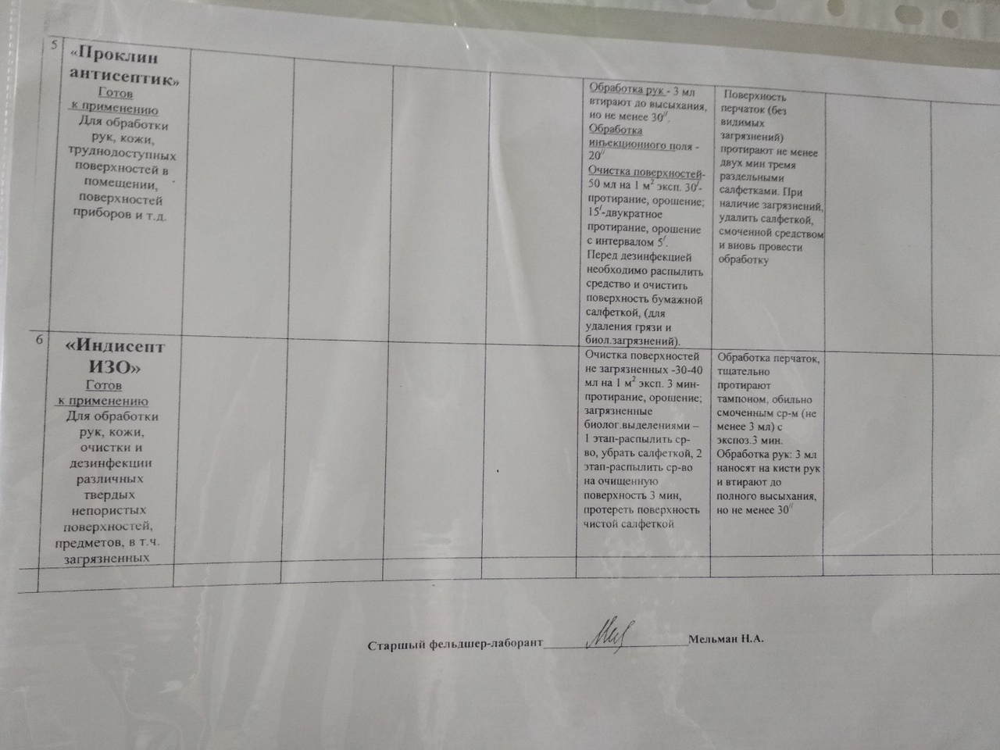 5
«Проклин
антисептик»
Готов
к применению
Для обработки
рук, кожи,
труднодоступных
поверхностей в
помещении,
поверхностей
приборов и т.д.
Обработка рук - 3 мл
втирают до высыхания,
но не менее 30//.
Обработка
инъекционного поля -
20//
Очистка поверхностей-
50 мл на 1 м2 эксп. 30/-
протирание, орошение;
15/-двукратное
протирание, орошение
с интервалом 5/.
Перед дезинфекцией
необходимо распылить
средство и очистить
поверхность бумажной
салфеткой, (для
удаления грязи и
биол.загрязнений).
Поверхность
перчаток (без
видимых
загрязнений)
протирают не менее
двух мин тремя
раздельными
салфетками. При
наличие загрязнений,
удалить салфеткой,
смоченной средством
и вновь провести
обработку
6
«Индисепт
ИЗО»
Готов
к применению
Для обработки
рук, кожи,
очистки и
дезинфекции
различных
твердых
непористых
поверхностей,
предметов, в т.ч.
загрязненных
Очистка поверхностей
не загрязненных -30-40
мл на 1 м2 эксп. 3 мин-
протирание, орошение;
загрязненные
биолог.выделениями –
1 этап-распылить ср-
во, убрать салфеткой, 2
этап-распылить ср-во
на очищенную
поверхность 3 мин,
протереть поверхность
чистой салфеткой
Обработка перчаток,
тщательно
протирают
тампоном, обильно
смоченным ср-м (не
менее 3 мл) с
экспоз.3 мин.
Обработка рук: 3 мл
наносят на кисти рук
и втирают до
полного высыхания,
но не менее 30//
Старшый фельдшер-лаборант Мельман Н.А.